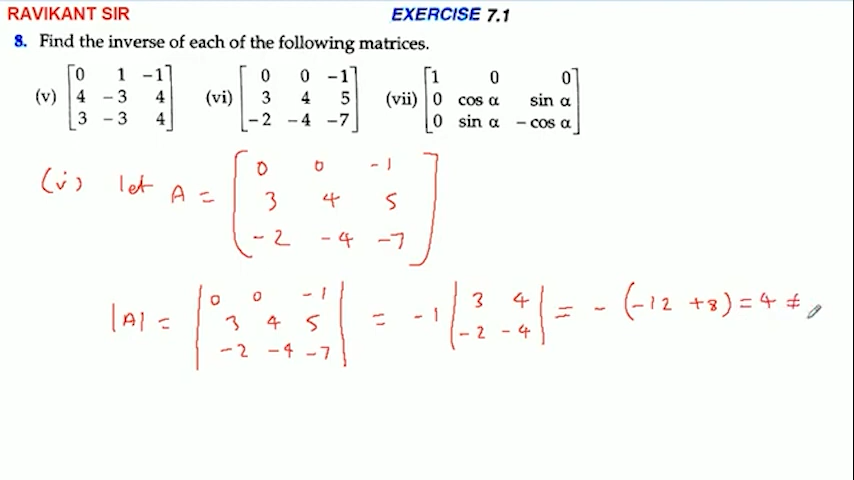 RAVIKANT SIR EXERCISE 7.1
8. Find the inverse of each of the following matrices.
(v) [0 1 -1] (vi) [0 0 -1] (vii) [1 0 0]
[4 -3 4] [3 4 5] [0 cos α sin α]
[3 -3 4] [-2 -4 -7] [0 sin α - cos α]
(vi) let A = [0 0 -1]
[3 4 5]
[-2 -4 -7]
|A| = |0 0 -1| = -1 |3 4| = - (-12 +8) = 4 ≠
|3 4 5| |-2 -4|
|-2 -4 -7|